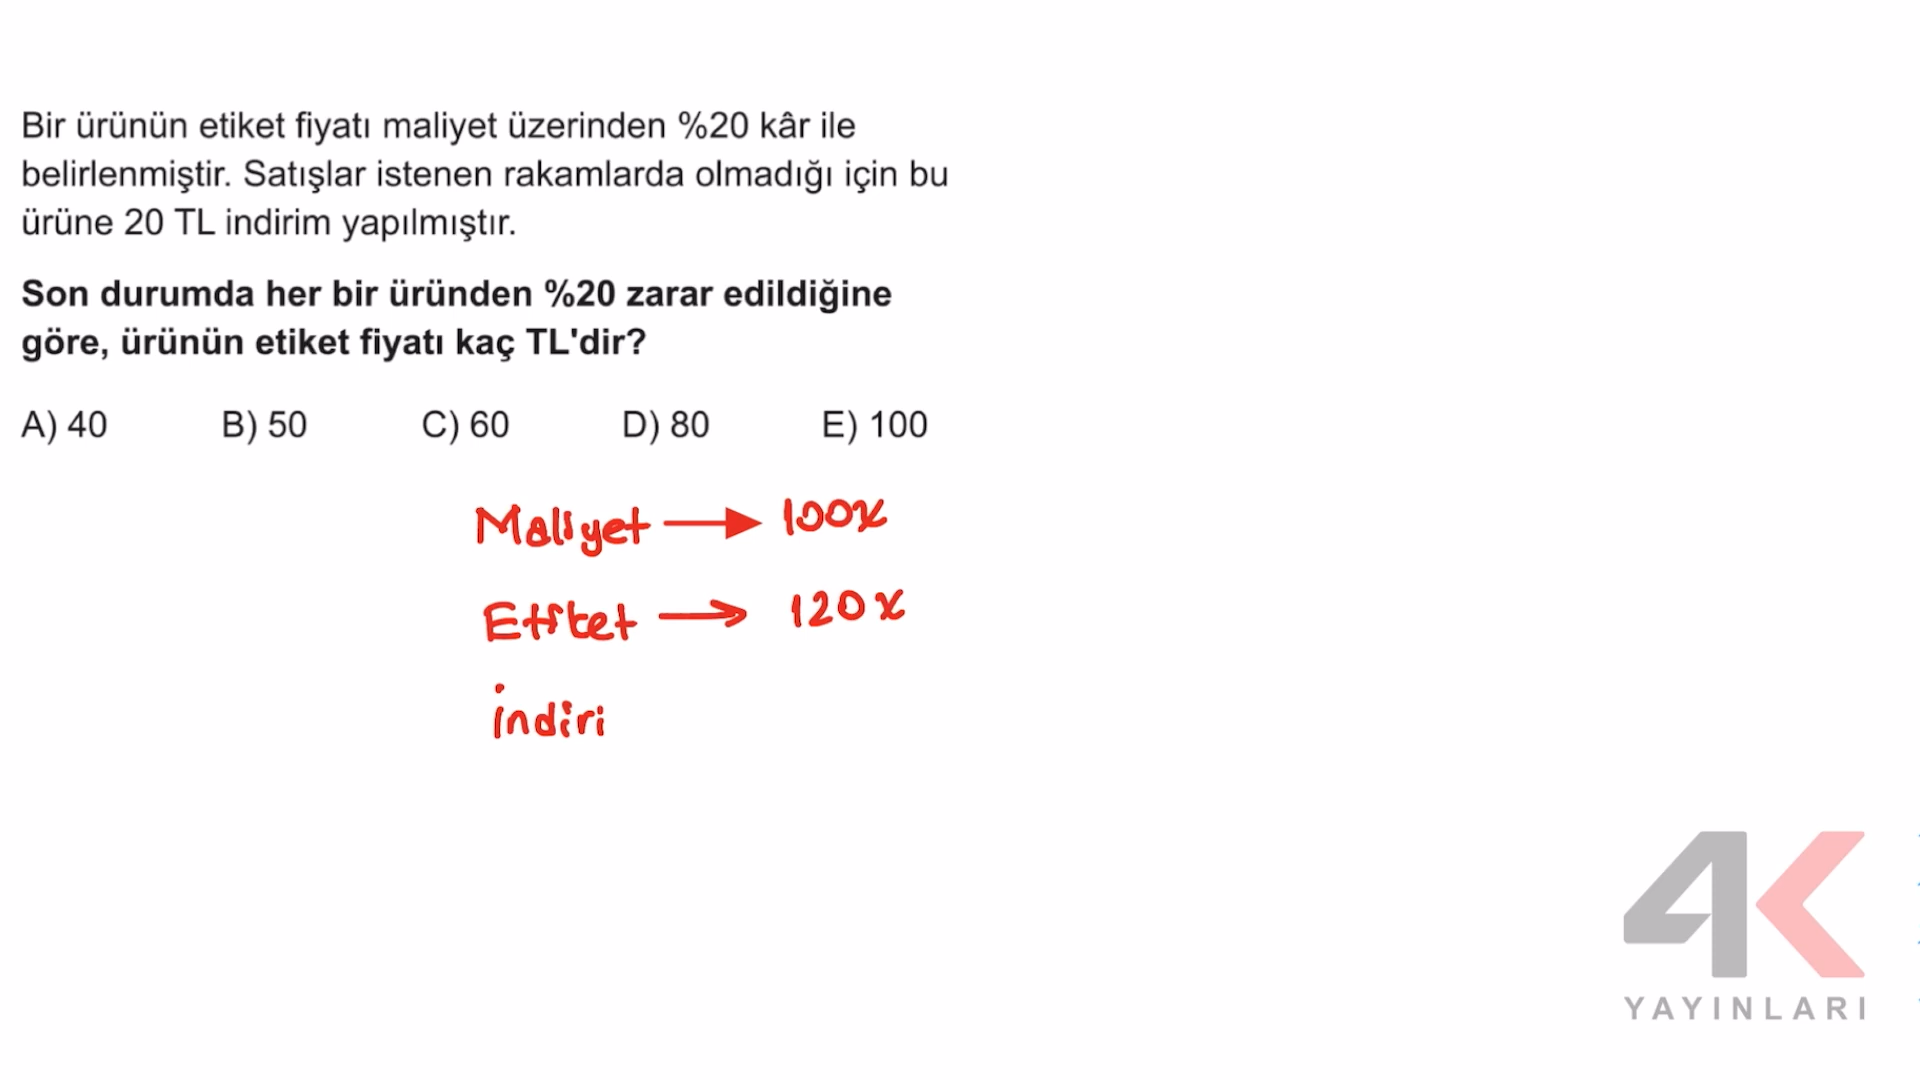 Bir ürünün etiket fiyatı maliyet üzerinden %20 kâr ile
belirlenmiştir. Satışlar istenen rakamlarda olmadığı için bu
ürüne 20 TL indirim yapılmıştır.
Son durumda her bir üründen %20 zarar edildiğine
göre, ürünün etiket fiyatı kaç TL'dir?
A) 40 B) 50 C) 60 D) 80 E) 100
Maliyet → 100x
Etiket → 120x
indiri
4K
YAYINLARI